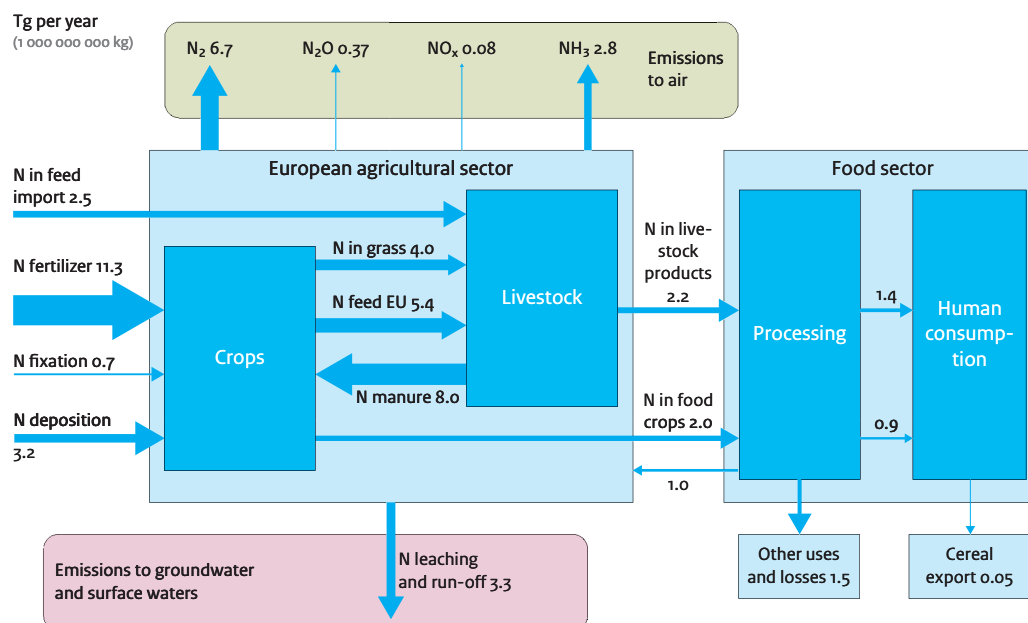 Tg per year
(1 000 000 000 kg)
N₂ 6.7
N₂O 0.37
NOₓ 0.08
NH₃ 2.8
Emissions
to air
European agricultural sector
Food sector
N in feed
import 2.5
N fertilizer 11.3
N fixation 0.7
N deposition
3.2
Crops
N in grass 4.0
N feed EU 5.4
N manure 8.0
Livestock
N in live-
stock
products
2.2
N in food
crops 2.0
1.0
Processing
1.4
0.9
Human
consump-
tion
Emissions to groundwater
and surface waters
N leaching
and run-off 3.3
Other uses
and losses 1.5
Cereal
export 0.05